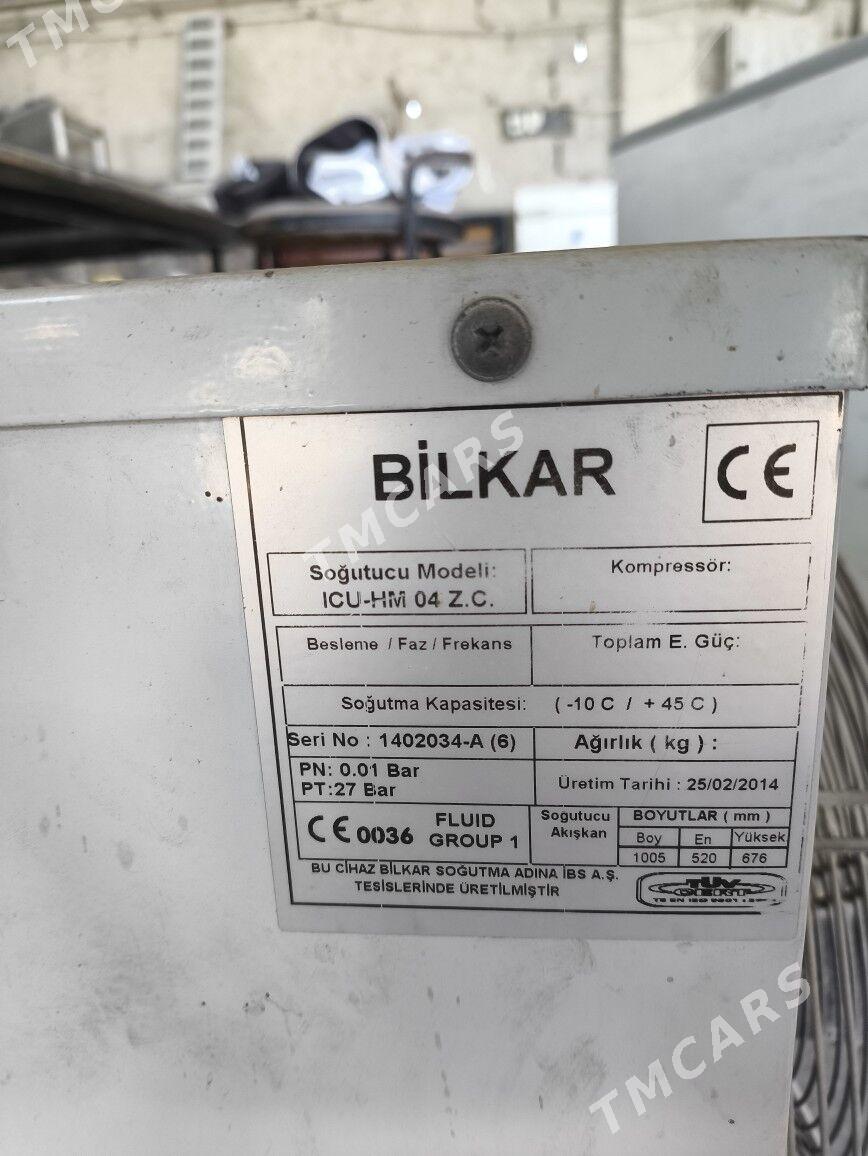 TMCARS
BİLKAR
CE
TMCARS
Soğutucu Modeli:
ICU-HM 04 Z.C.
Kompressör:
Besleme / Faz / Frekans
Toplam E. Güç:
Soğutma Kapasitesi: ( -10 C / + 45 C )
Seri No : 1402034-A (6)
Ağırlık ( kg ) :
PN: 0.01 Bar
PT:27 Bar
Üretim Tarihi : 25/02/2014
CE 0036 FLUID GROUP 1
Soğutucu Akışkan
BOYUTLAR ( mm )
Boy En Yüksek
1005 520 676
BU CİHAZ BİLKAR SOĞUTMA ADINA İBS A.Ş.
TESİSLERİNDE ÜRETİLMİŞTİR
TÜV
TMCARS